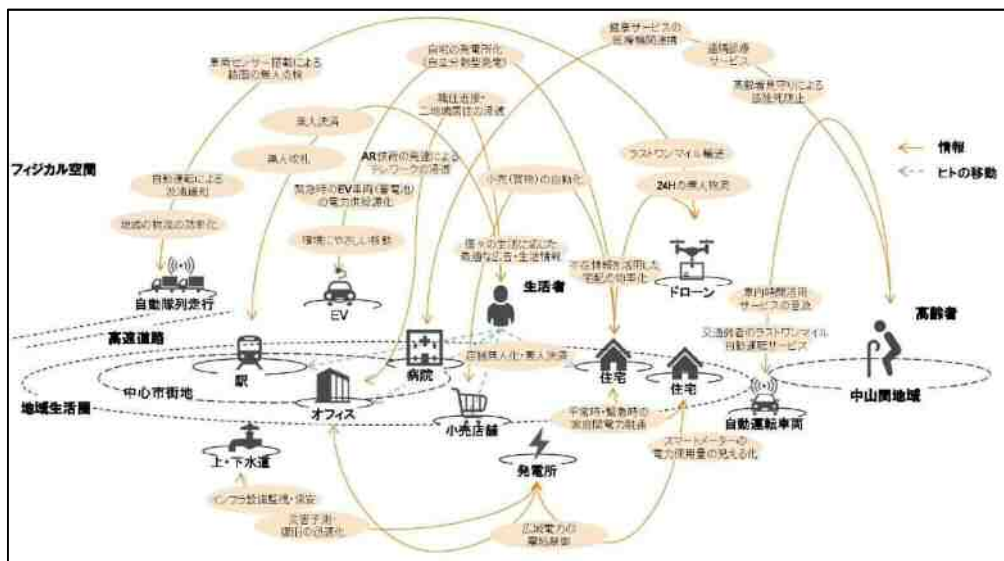 車両センサー搭載による
路面の無人点検
自宅の発電所化
(自立分散型発電)
健康サービスの
医療機関連携
遠隔診療
サービス
高齢者見守りによる
孤独死防止
職住近接・
二地域居住の浸透
無人決済
無人改札
AR技術の発達による
テレワークの浸透
ラストワンマイル輸送
情報
ヒトの移動
フィジカル空間
自動運転による
渋滞緩和
緊急時のEV車両(蓄電池)
の電力供給源化
小売(買物)の自動化
24Hの無人物流
地域の物流の効率化
環境にやさしい移動
個々の生活に応じた
最適な広告・生活情報
不在情報を活用した
宅配の効率化
自動隊列走行
EV
生活者
ドローン
車内時間活用
サービスの普及
高齢者
高速道路
交通弱者のラストワンマイル
自動運転サービス
駅
病院
店舗無人化・無人決済
住宅
住宅
中心市街地
オフィス
中山間地域
地域生活圏
小売店舗
平常時・緊急時の
家庭間電力融通
自動運転車両
上・下水道
発電所
スマートメーターの
電力使用量の見える化
インフラ設備監視・保安
災害予測・
復旧の迅速化
広域電力の
需給制御